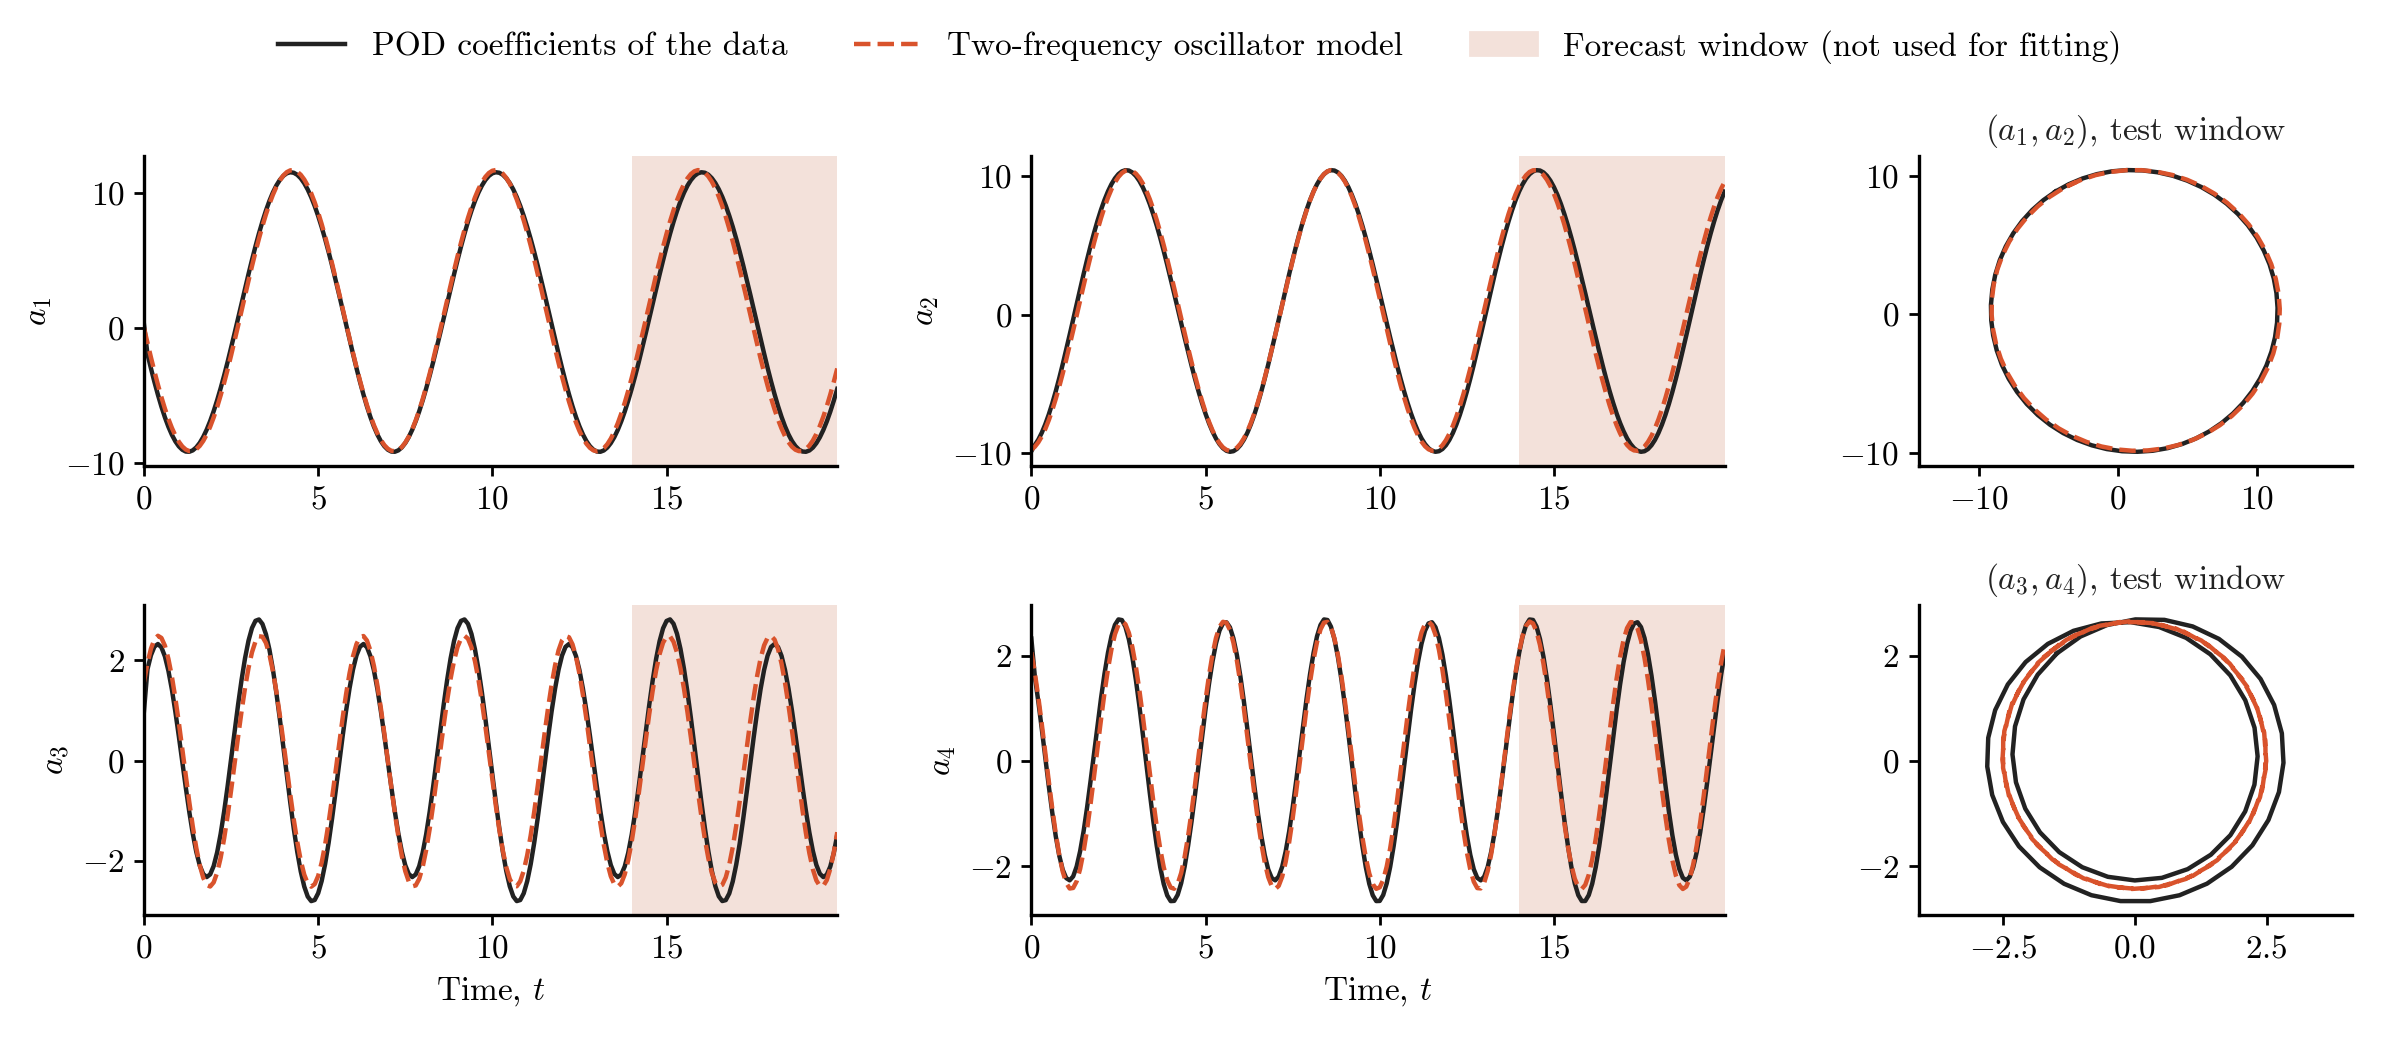 POD coefficients of the data
Two-frequency oscillator model
Forecast window (not used for fitting)
a₁
10
0
−10
0 5 10 15
a₂
10
0
−10
0 5 10 15
(a₁, a₂), test window
10
0
−10
−10 0 10
a₃
2
0
−2
0 5 10 15
Time, t
a₄
2
0
−2
0 5 10 15
Time, t
(a₃, a₄), test window
2
0
−2
−2.5 0.0 2.5